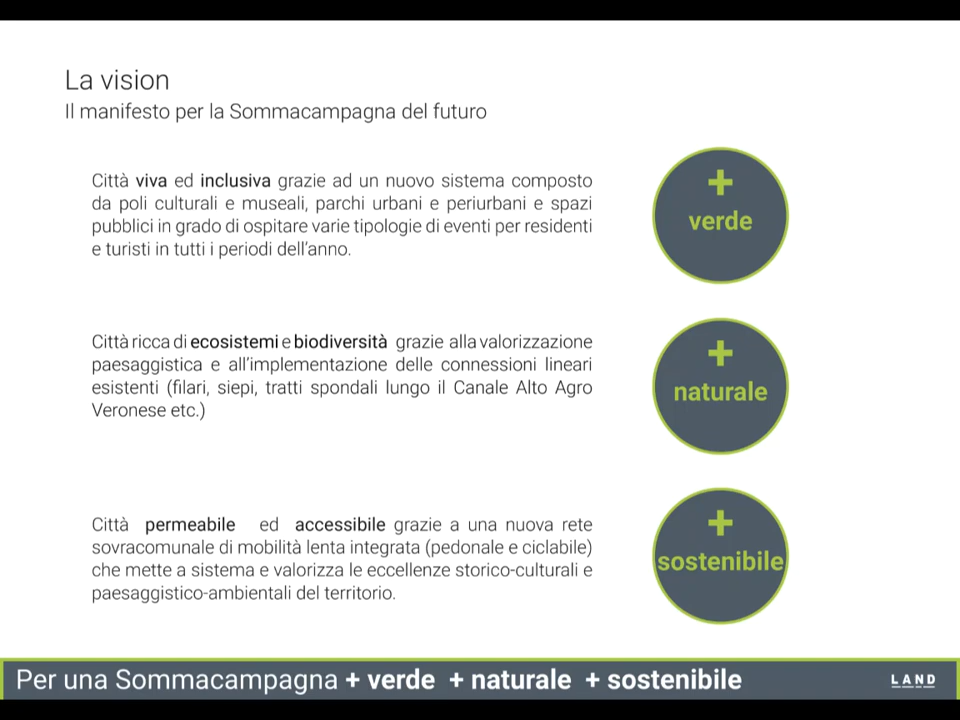 La vision
Il manifesto per la Sommacampagna del futuro
Città viva ed inclusiva grazie ad un nuovo sistema composto
da poli culturali e museali, parchi urbani e periurbani e spazi
pubblici in grado di ospitare varie tipologie di eventi per residenti
e turisti in tutti i periodi dell'anno.
+
verde
Città ricca di ecosistemi e biodiversità grazie alla valorizzazione
paesaggistica e all'implementazione delle connessioni lineari
esistenti (filari, siepi, tratti spondali lungo il Canale Alto Agro
Veronese etc.)
+
naturale
Città permeabile ed accessibile grazie a una nuova rete
sovracomunale di mobilità lenta integrata (pedonale e ciclabile)
che mette a sistema e valorizza le eccellenze storico-culturali e
paesaggistico-ambientali del territorio.
+
sostenibile
Per una Sommacampagna + verde + naturale + sostenibile
LAND